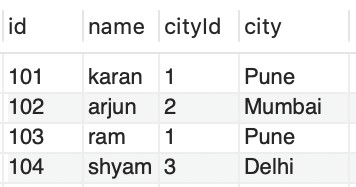 id name cityId city
101 karan 1 Pune
102 arjun 2 Mumbai
103 ram 1 Pune
104 shyam 3 Delhi